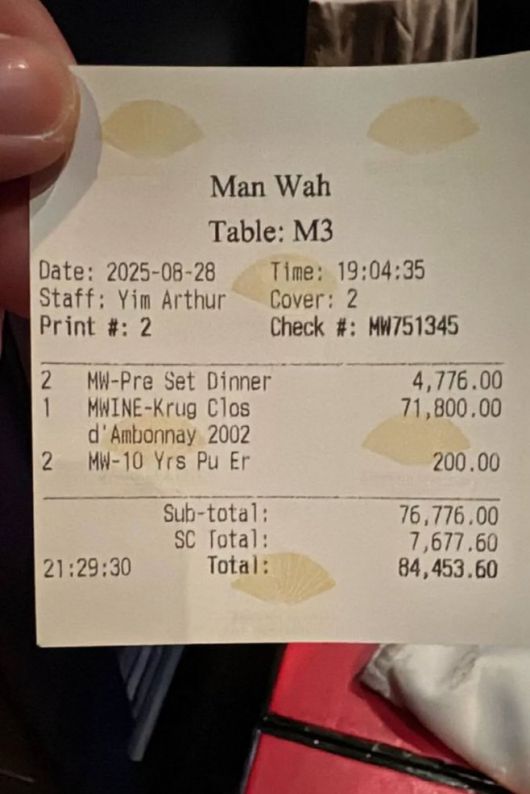 Man Wah
Table: M3
Date: 2025-08-28 Time: 19:04:35
Staff: Yim Arthur Cover: 2
Print #: 2 Check #: MW751345
2 MW-Pre Set Dinner 4,776.00
1 MWINE-Krug Clos 71,800.00
d'Ambonnay 2002
2 MW-10 Yrs Pu Er 200.00
Sub-total: 76,776.00
SC Total: 7,677.60
21:29:30 Total: 84,453.60